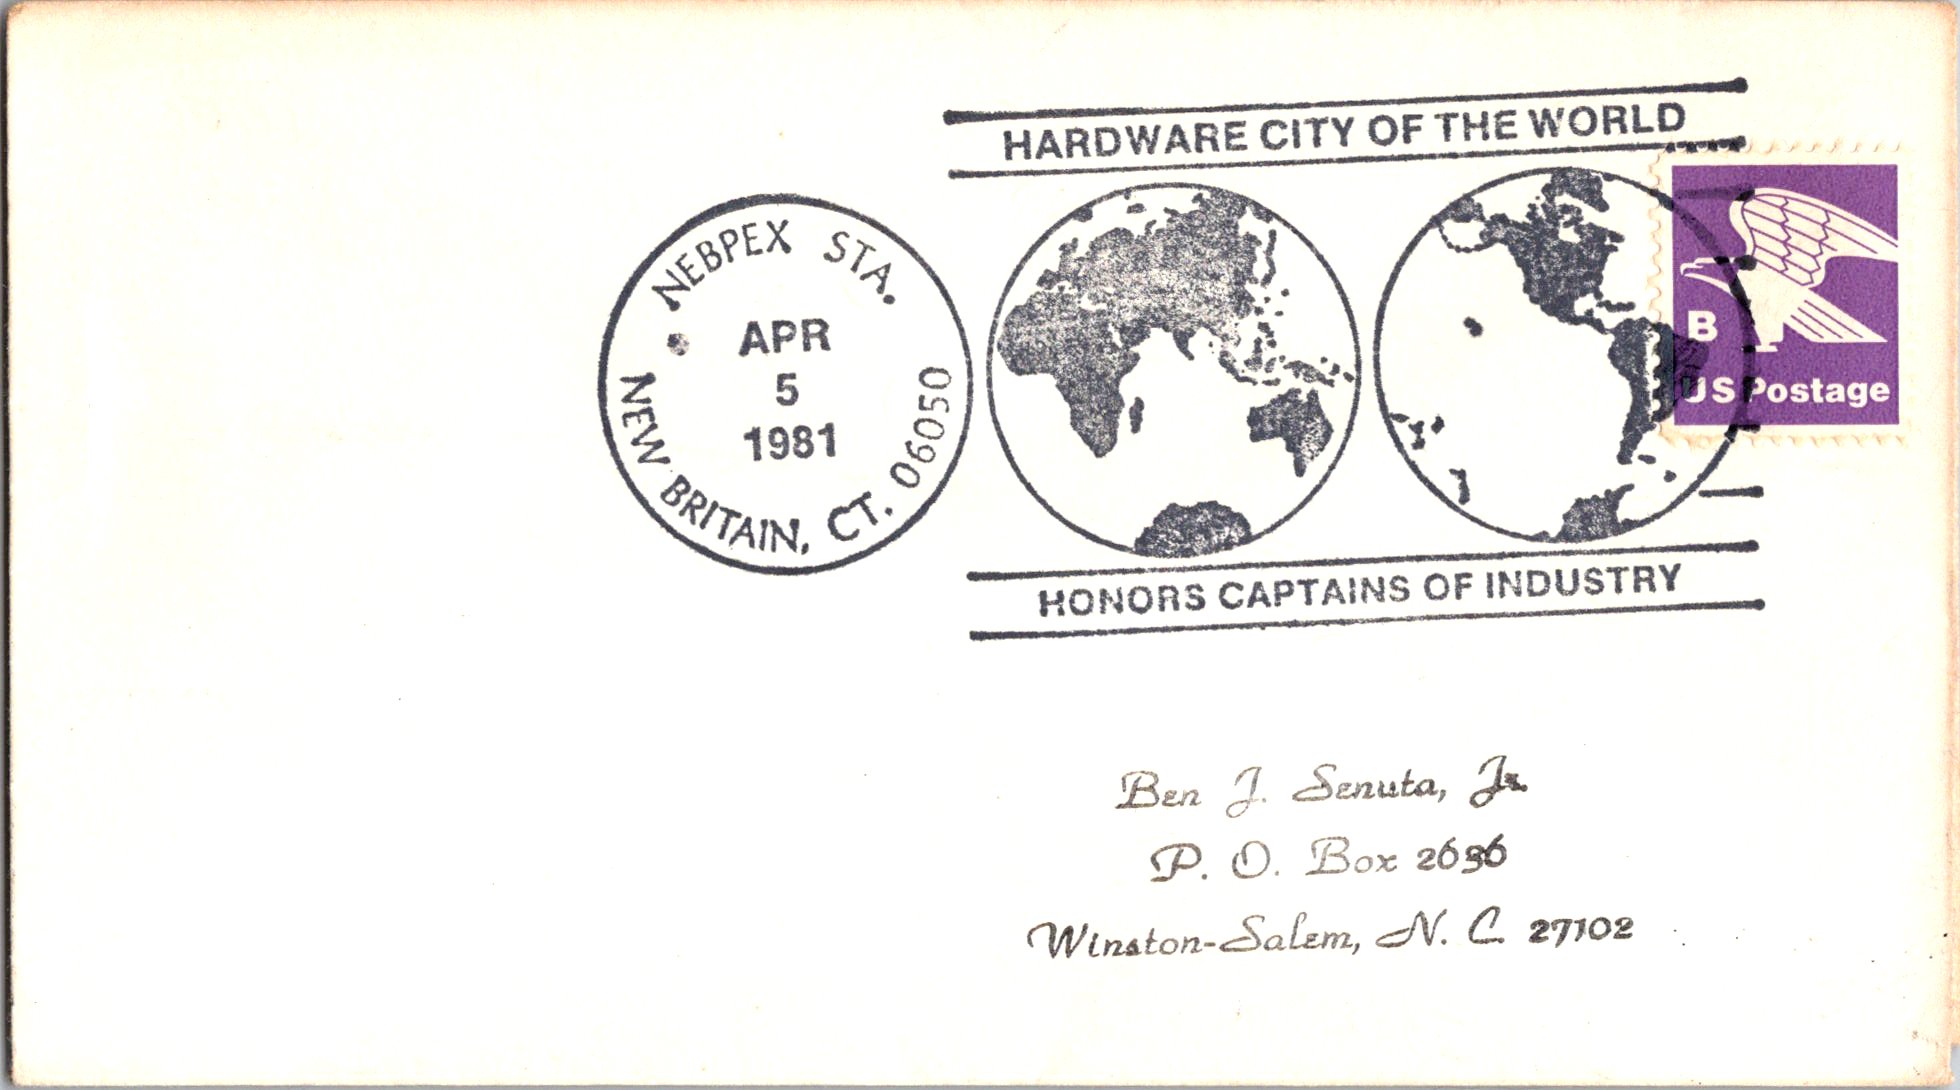 HARDWARE CITY OF THE WORLD
NEBPEX STA.
APR
5
1981
NEW BRITAIN, CT. 06050
B
US Postage
HONORS CAPTAINS OF INDUSTRY
Ben J. Senuta, Jr.
P. O. Box 2636
Winston-Salem, N. C. 27102